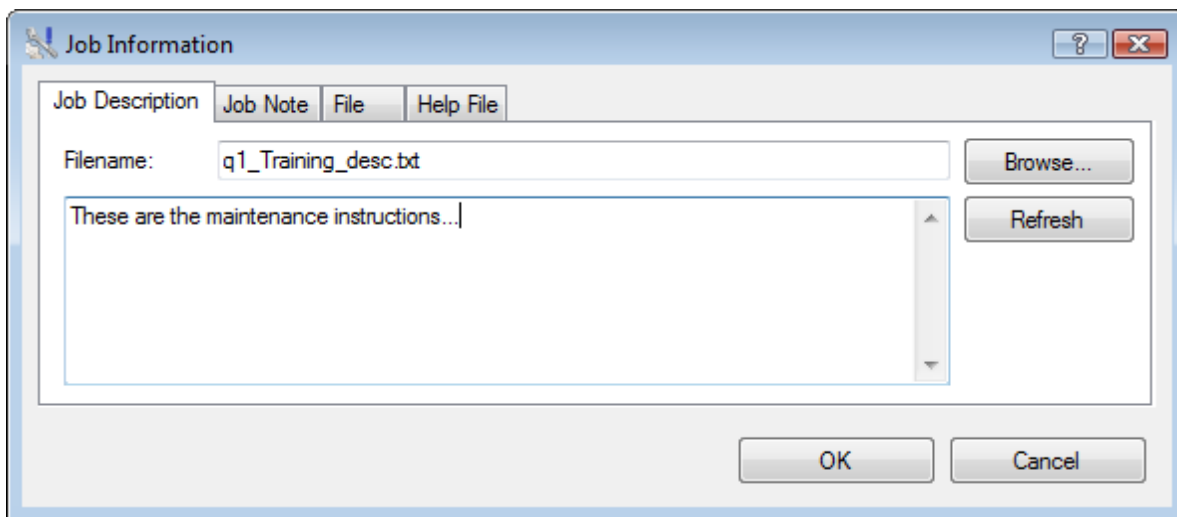 Job Information
Job Description Job Note File Help File
Filename: q1_Training_desc.txt Browse...
These are the maintenance instructions... Refresh
OK Cancel